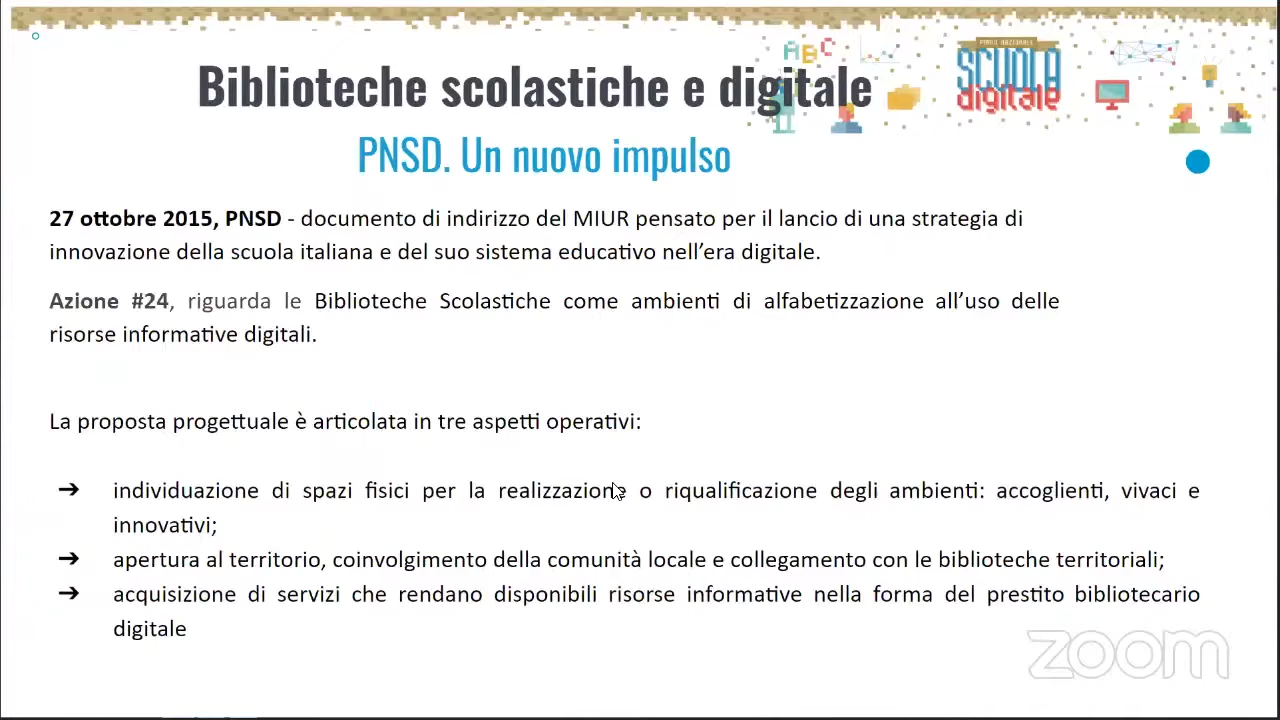 Biblioteche scolastiche e digitale
ABC
PIANO NAZIONALE
SCUOLA
digitale
PNSD. Un nuovo impulso
27 ottobre 2015, PNSD - documento di indirizzo del MIUR pensato per il lancio di una strategia di
innovazione della scuola italiana e del suo sistema educativo nell’era digitale.
Azione #24, riguarda le Biblioteche Scolastiche come ambienti di alfabetizzazione all’uso delle
risorse informative digitali.
La proposta progettuale è articolata in tre aspetti operativi:
➔ individuazione di spazi fisici per la realizzazione o riqualificazione degli ambienti: accoglienti, vivaci e
innovativi;
➔ apertura al territorio, coinvolgimento della comunità locale e collegamento con le biblioteche territoriali;
➔ acquisizione di servizi che rendano disponibili risorse informative nella forma del prestito bibliotecario
digitale
zoom